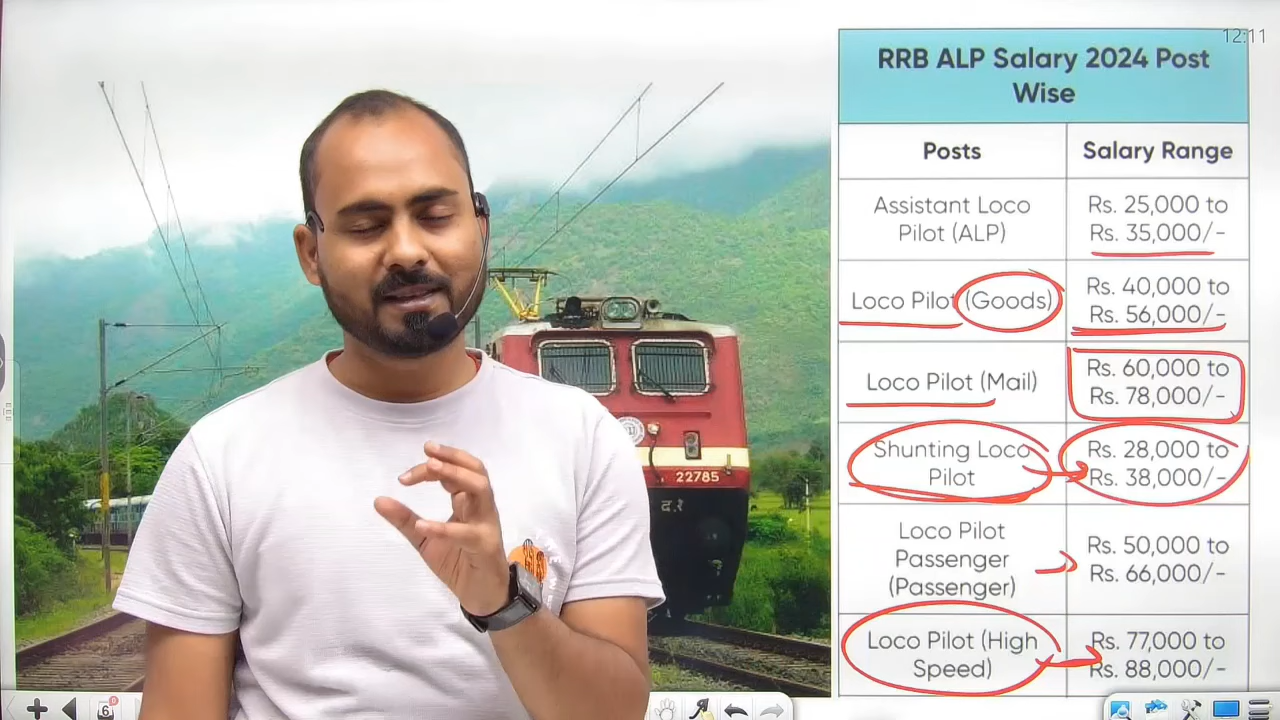 12:11
RRB ALP Salary 2024 Post
Wise
Posts
Salary Range
Assistant Loco
Pilot (ALP)
Rs. 25,000 to
Rs. 35,000/-
Loco Pilot (Goods)
Rs. 40,000 to
Rs. 56,000/-
Loco Pilot (Mail)
Rs. 60,000 to
Rs. 78,000/-
Shunting Loco
Pilot
Rs. 28,000 to
Rs. 38,000/-
Loco Pilot
Passenger
(Passenger)
Rs. 50,000 to
Rs. 66,000/-
Loco Pilot (High
Speed)
Rs. 77,000 to
Rs. 88,000/-
22785
द.रे
6